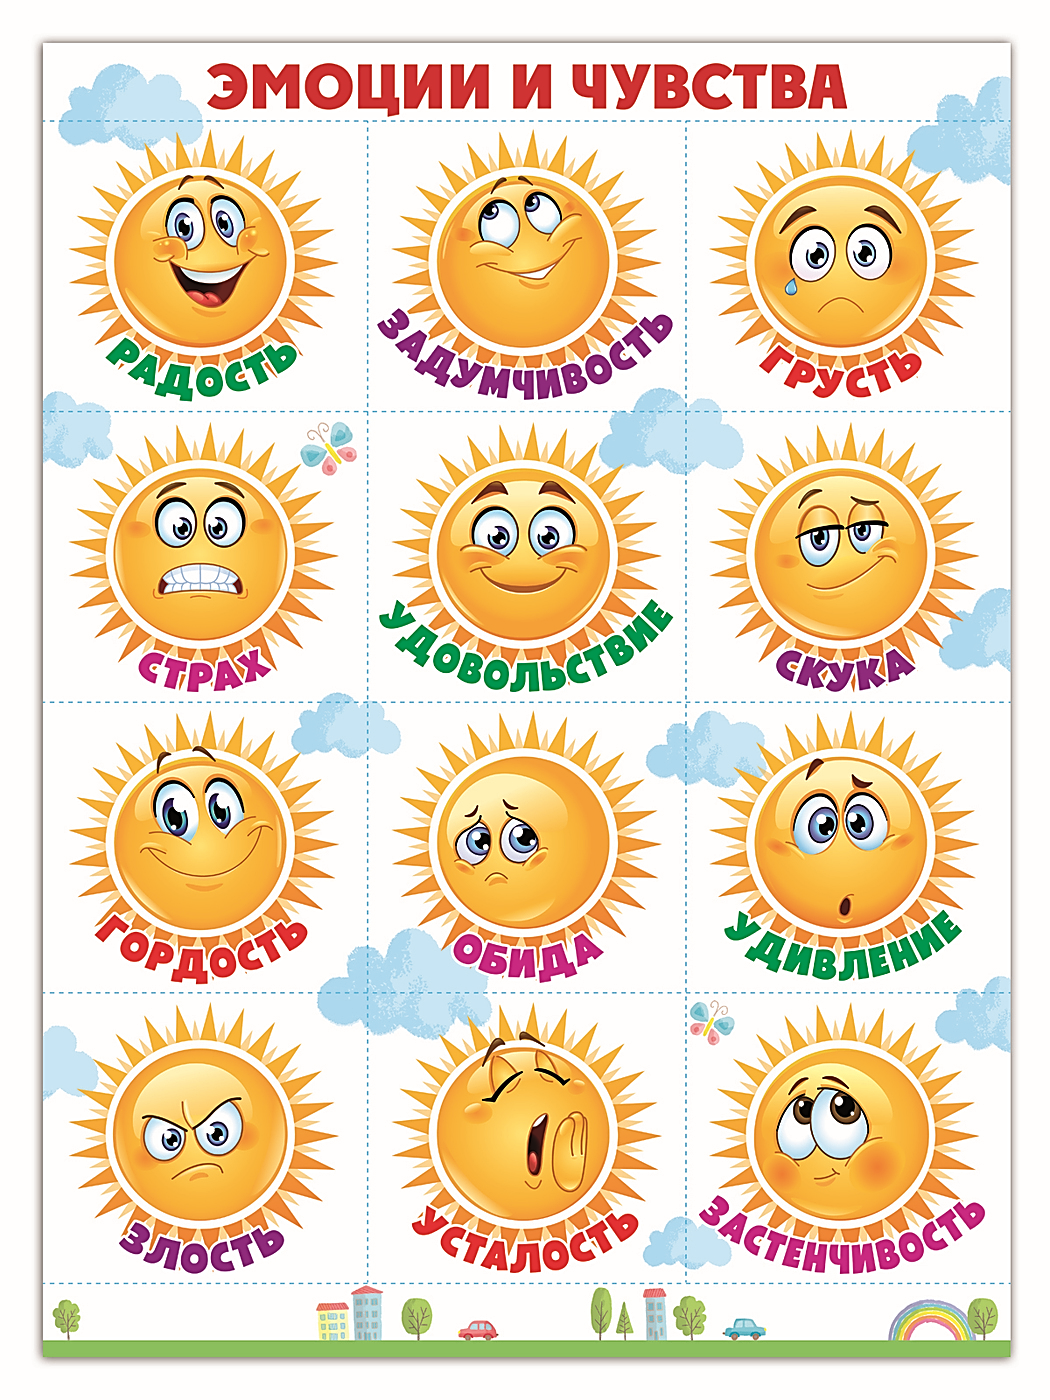 ЭМОЦИИ И ЧУВСТВА
РАДОСТЬ
ЗАДУМЧИВОСТЬ
ГРУСТЬ
СТРАХ
УДОВОЛЬСТВИЕ
СКУКА
ГОРДОСТЬ
ОБИДА
УДИВЛЕНИЕ
ЗЛОСТЬ
УСТАЛОСТЬ
ЗАСТЕНЧИВОСТЬ